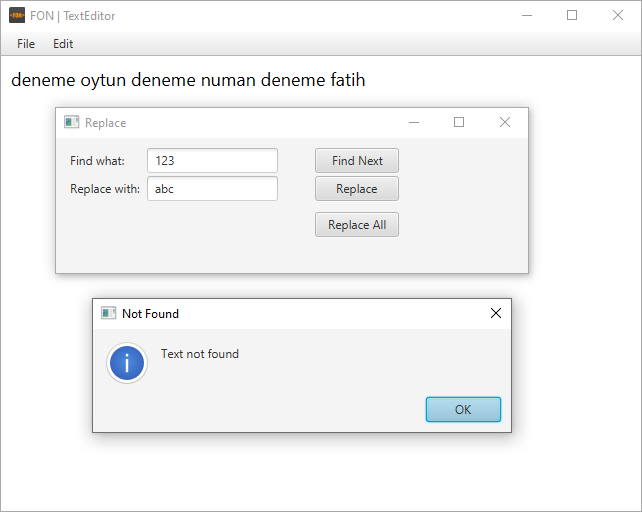 <FON> FON | TextEditor
File Edit
deneme oytun deneme numan deneme fatih
Replace
Find what: 123 Find Next
Replace with: abc Replace
Replace All
Not Found
i Text not found
OK